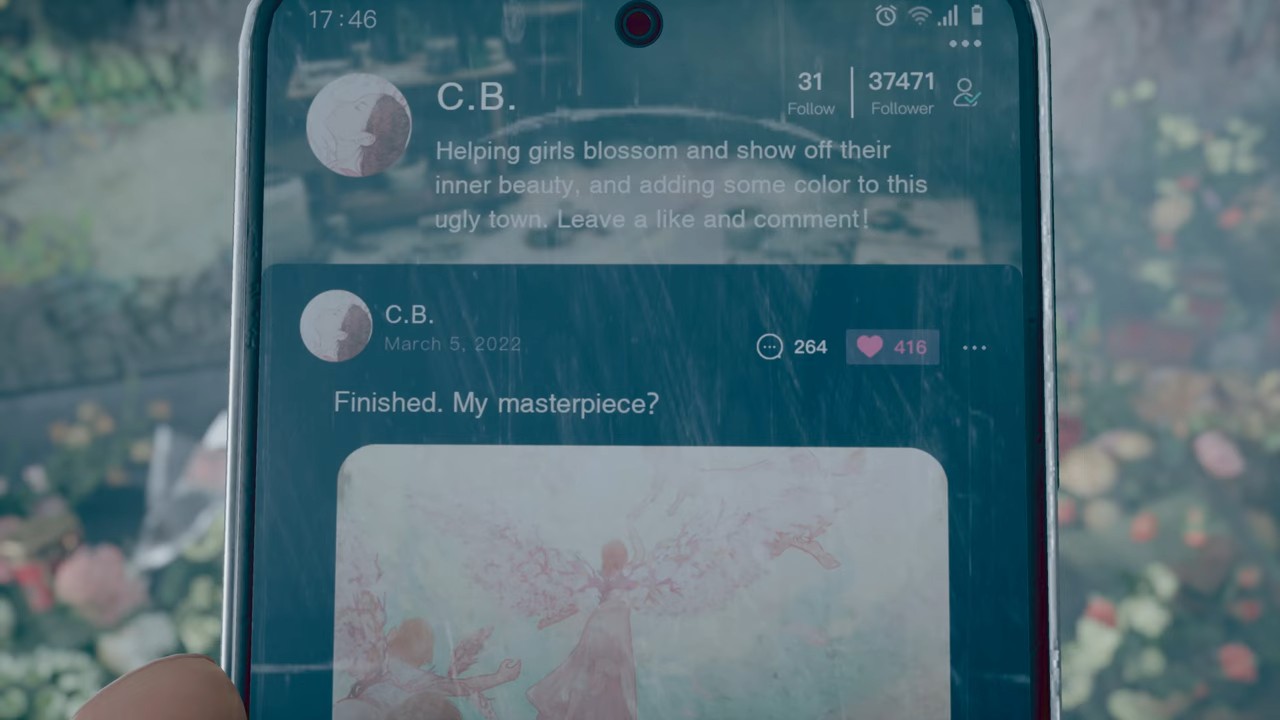 17:46
C.B.
31
Follow
37471
Follower
Helping girls blossom and show off their
inner beauty, and adding some color to this
ugly town. Leave a like and comment!
C.B.
March 5, 2022
264
416
Finished. My masterpiece?